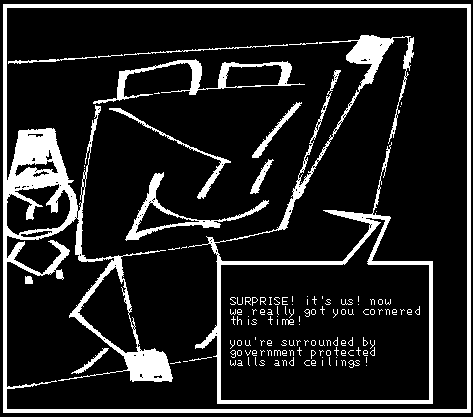 SURPRISE! it's us! now
we really got you cornered
this time!
you're surrounded by
government protected
walls and ceilings!